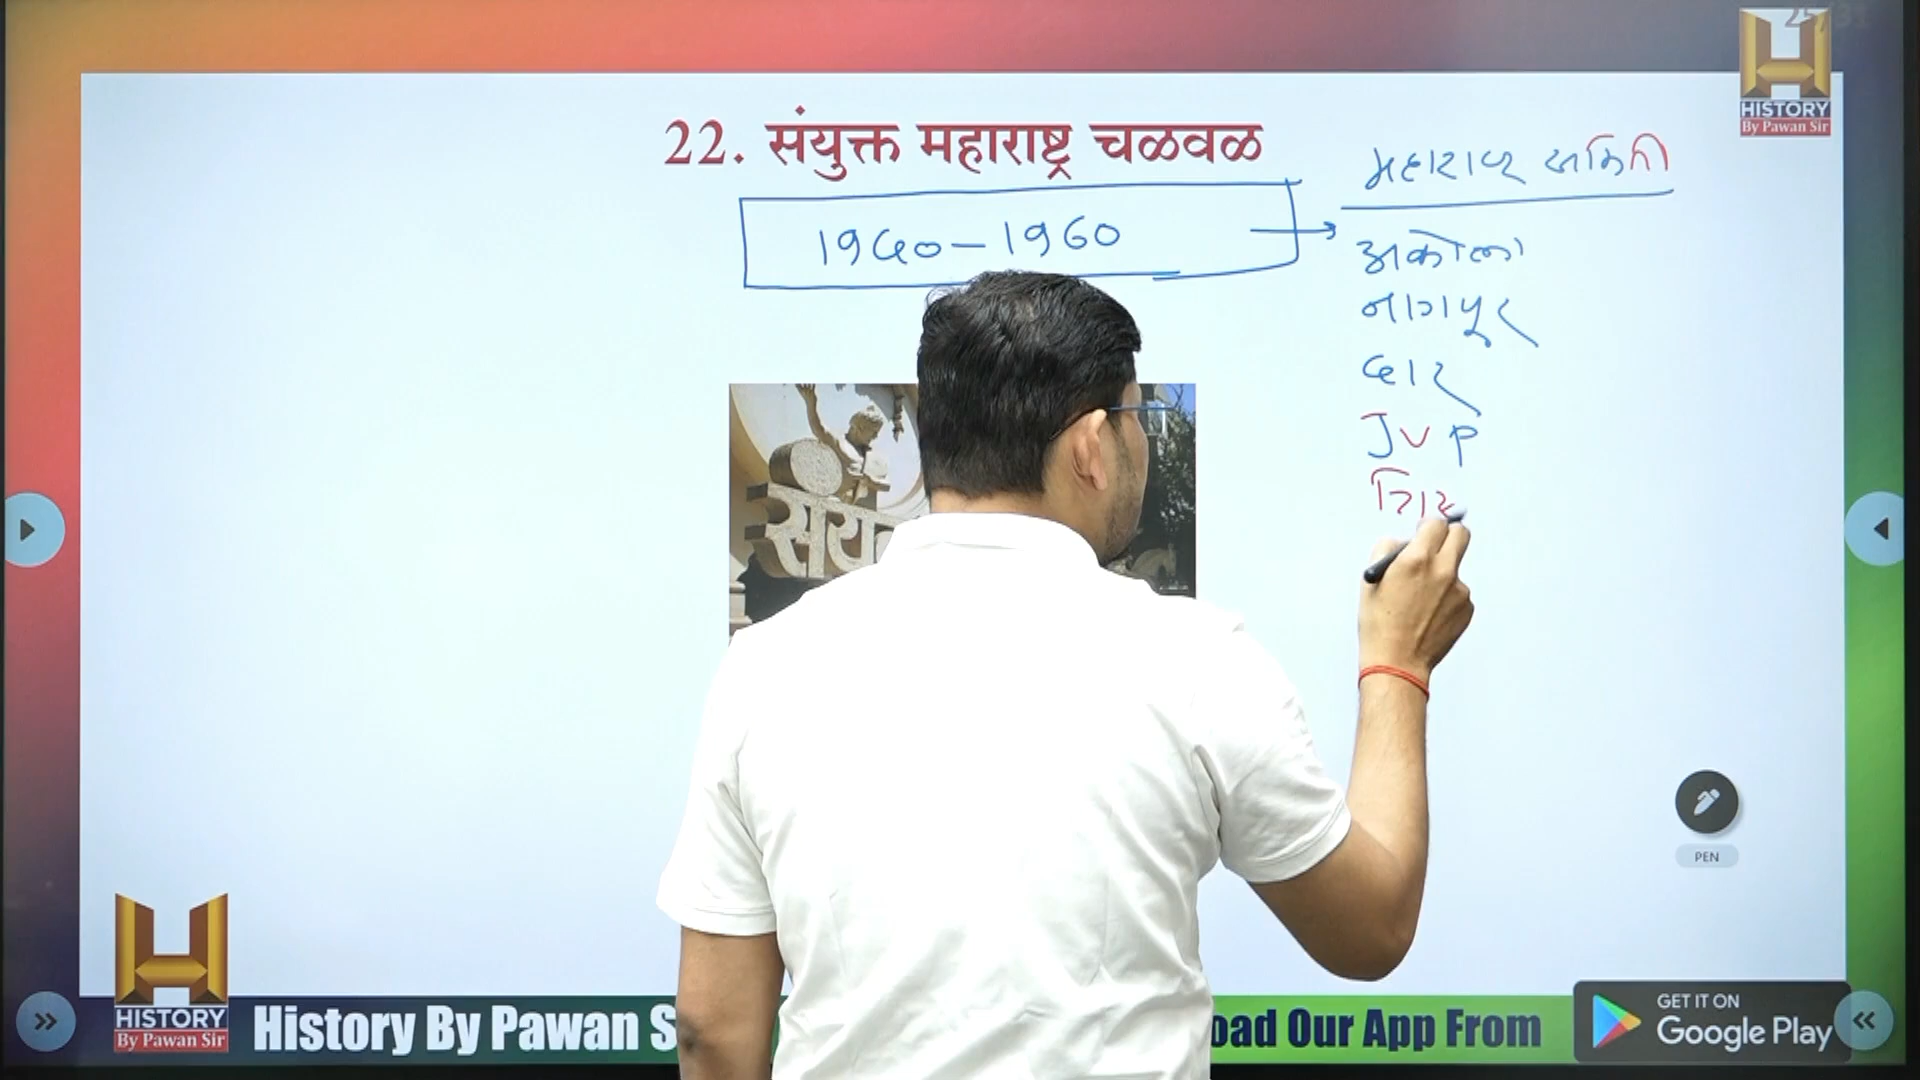 HISTORY
By Pawan Sir
22. संयुक्त महाराष्ट्र चळवळ
महाराष्ट्र समिती
1960
अकोला
नागपूर
दार
JVP
संयु
PEN
HISTORY
By Pawan Sir
History By Pawan S
oad Our App From
GET IT ON
Google Play